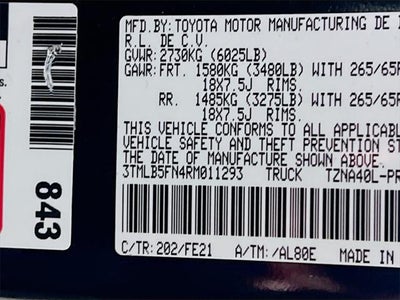 MFD.BY:TOYOTA MOTOR MANUFACTURING DE
R.L. DE C.V.
GVWR:2730KG (6025LB)
GAWR:FRT. 1580KG (3480LB) WITH 265/65R
18X7.5J RIMS.
RR. 1485KG (3275LB) WITH 265/65R
18X7.5J RIMS.
THIS VEHICLE CONFORMS TO ALL APPLICABL
VEHICLE SAFETY AND THEFT PREVENTION ST
THE DATE OF MANUFACTURE SHOWN ABOVE.
3TMLB5FN4RM011293 TRUCK TZNA40L-PR
C/TR:202/FE21 A/TM:/AL80E MADE IN
s.
843